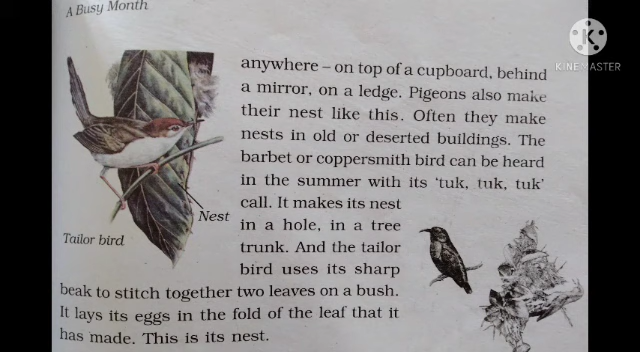 A Busy Month
K
KINEMASTER
anywhere – on top of a cupboard, behind
a mirror, on a ledge. Pigeons also make
their nest like this. Often they make
nests in old or deserted buildings. The
barbet or coppersmith bird can be heard
in the summer with its ‘tuk, tuk, tuk’
call. It makes its nest
in a hole, in a tree
trunk. And the tailor
bird uses its sharp
beak to stitch together two leaves on a bush.
It lays its eggs in the fold of the leaf that it
has made. This is its nest.
Nest
Tailor bird